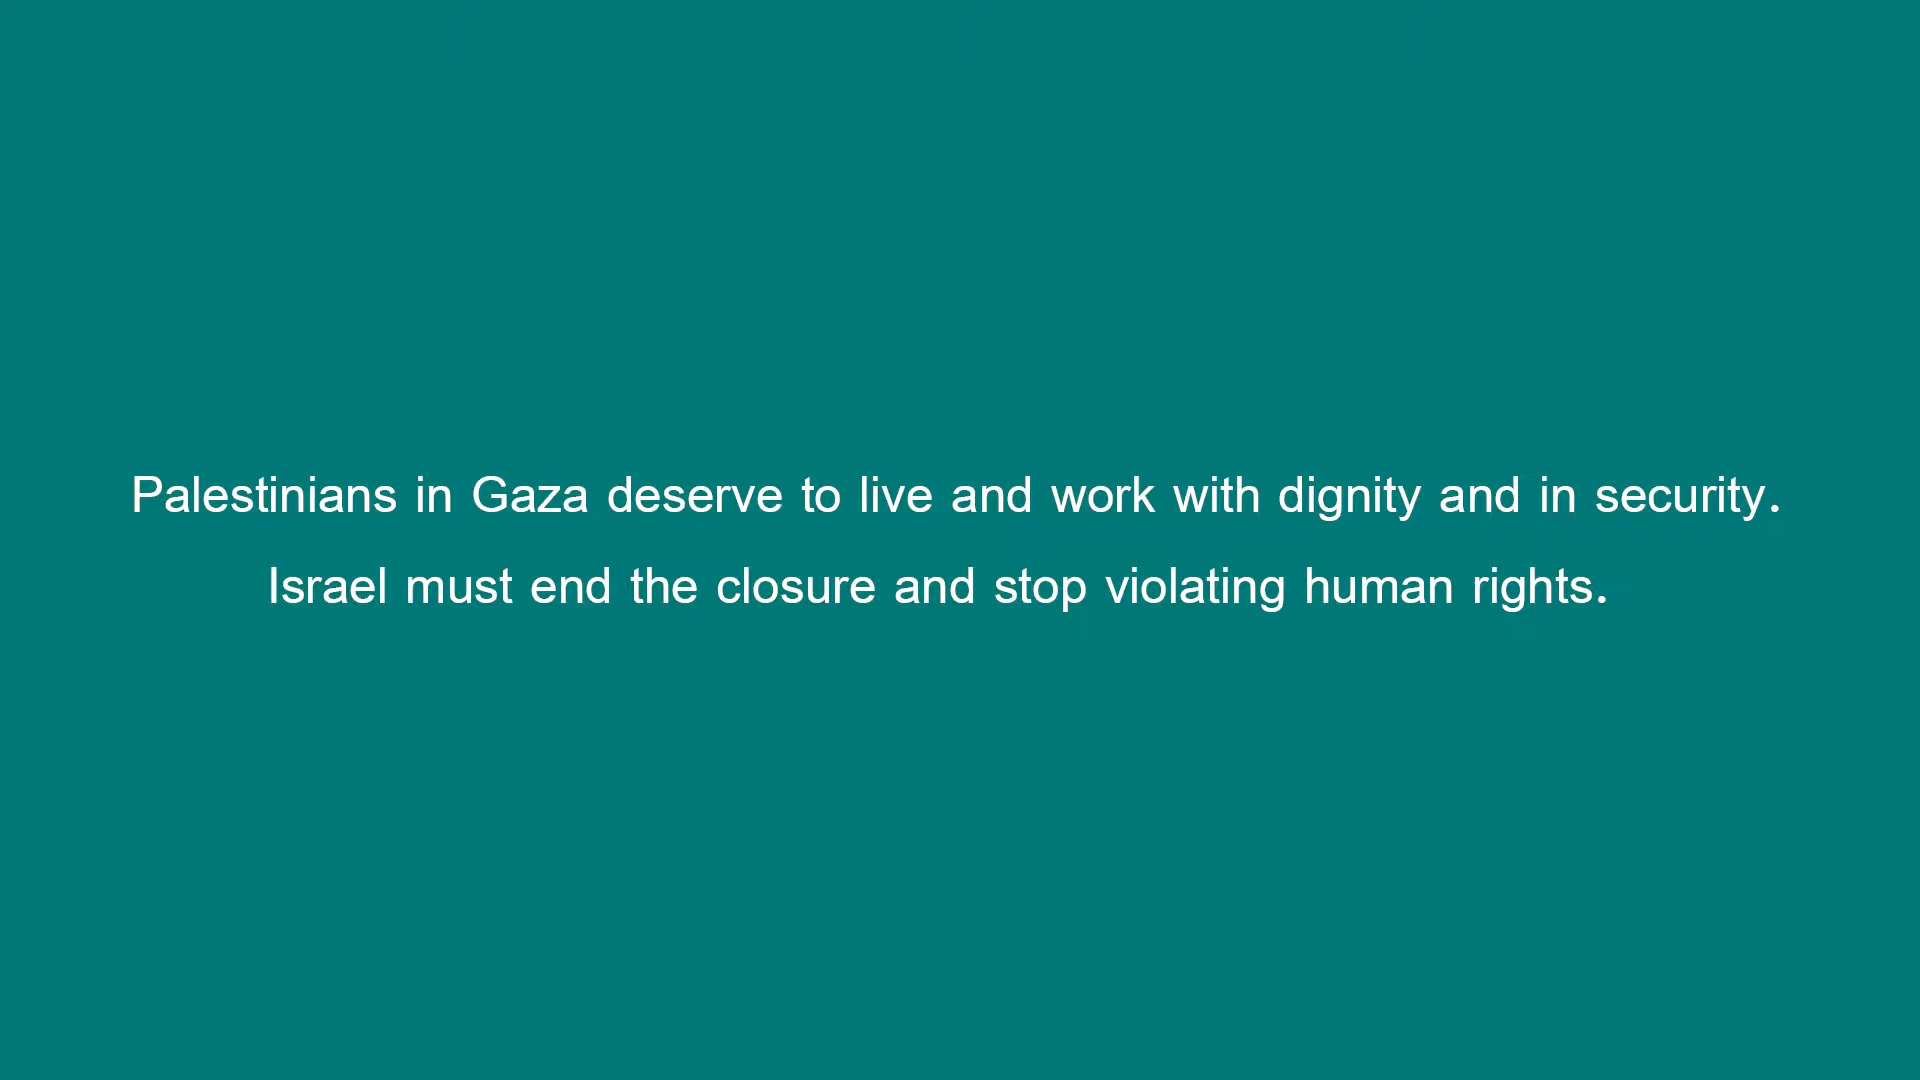 Palestinians in Gaza deserve to live and work with dignity and in security.
Israel must end the closure and stop violating human rights.